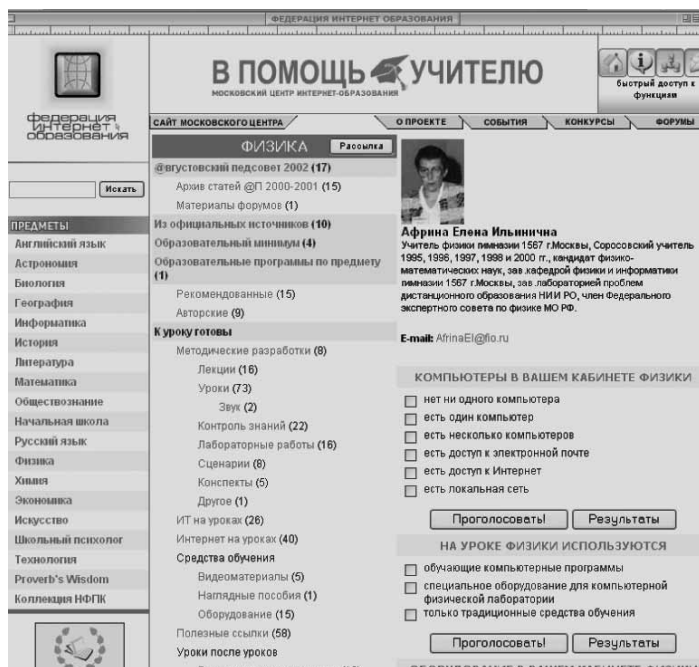 ФЕДЕРАЦИЯ ИНТЕРНЕТ ОБРАЗОВАНИЯ
федерация
интернет
образования
Искать
ПРЕДМЕТЫ
Английский язык
Астрономия
Биология
География
Информатика
История
Литература
Математика
Обществознание
Начальная школа
Русский язык
Физика
Химия
Экономика
Искусство
Школьный психолог
Технология
Proverb's Wisdom
Коллекция НФПК
В ПОМОЩЬ УЧИТЕЛЮ
МОСКОВСКИЙ ЦЕНТР ИНТЕРНЕТ-ОБРАЗОВАНИЯ
быстрый доступ к
функциям
САЙТ МОСКОВСКОГО ЦЕНТРА
О ПРОЕКТЕ СОБЫТИЯ КОНКУРСЫ ФОРУМЫ
ФИЗИКА Рассылка
@вгустовский педсовет 2002 (17)
Архив статей @П 2000-2001 (15)
Материалы форумов (1)
Из официальных источников (10)
Образовательный минимум (4)
Образовательные программы по предмету
(1)
Рекомендованные (15)
Авторские (9)
К уроку готовы
Методические разработки (8)
Лекции (16)
Уроки (73)
Звук (2)
Контроль знаний (22)
Лабораторные работы (16)
Сценарии (8)
Конспекты (5)
Другое (1)
ИТ на уроках (26)
Интернет на уроках (40)
Средства обучения
Видеоматериалы (5)
Наглядные пособия (1)
Оборудование (15)
Полезные ссылки (58)
Уроки после уроков
Африна Елена Ильинична
Учитель физики гимназии 1567 г.Москвы, Соросовский учитель
1995, 1996, 1997, 1998 и 2000 гг., кандидат физико-
математических наук, зав.кафедрой физики и информатики
гимназии 1567 г.Москвы, зав.лабораторией проблем
дистанционного образования НИИ РО, член Федерального
экспертного совета по физике МО РФ.
E-mail: AfrinaEI@fio.ru
КОМПЬЮТЕРЫ В ВАШЕМ КАБИНЕТЕ ФИЗИКИ
нет ни одного компьютера
есть один компьютер
есть несколько компьютеров
есть доступ к электронной почте
есть доступ к Интернет
есть локальная сеть
Проголосовать! Результаты
НА УРОКЕ ФИЗИКИ ИСПОЛЬЗУЮТСЯ
обучающие компьютерные программы
специальное оборудование для компьютерной
физической лаборатории
только традиционные средства обучения
Проголосовать! Результаты